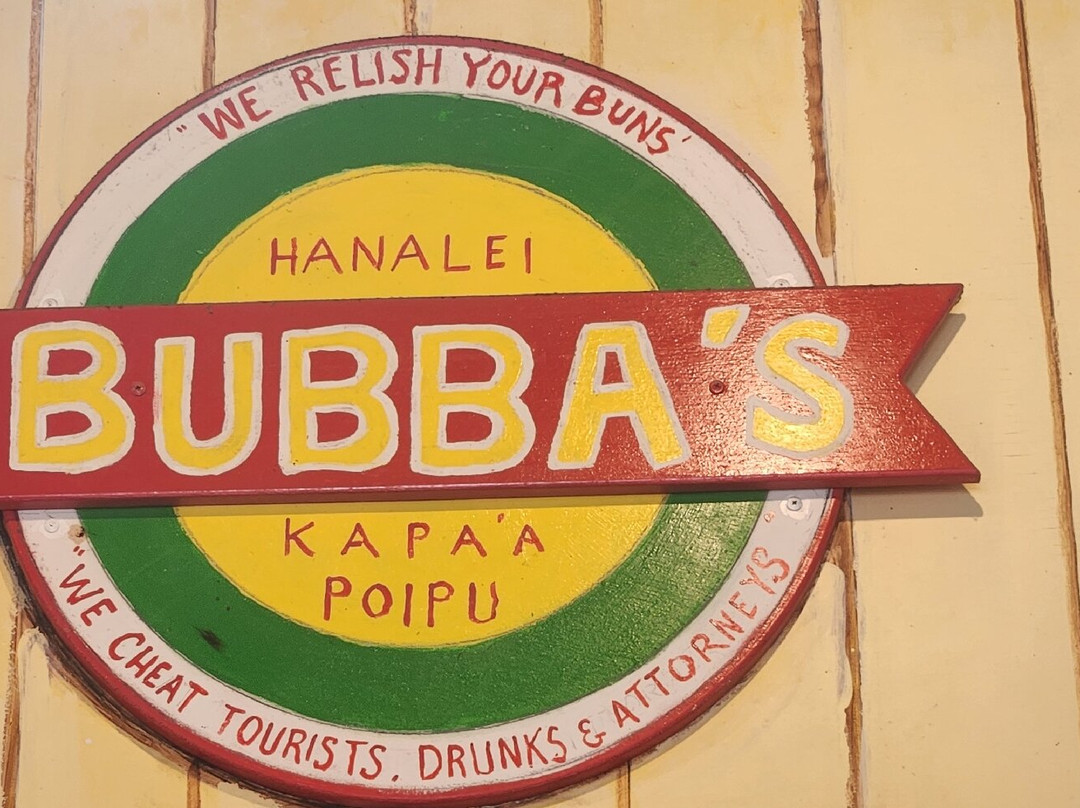 "WE RELISH YOUR BUNS'
HANALEI
BUBBA'S
KAPA'A
POIPU
"WE CHEAT TOURISTS. DRUNKS & ATTORNEYS"